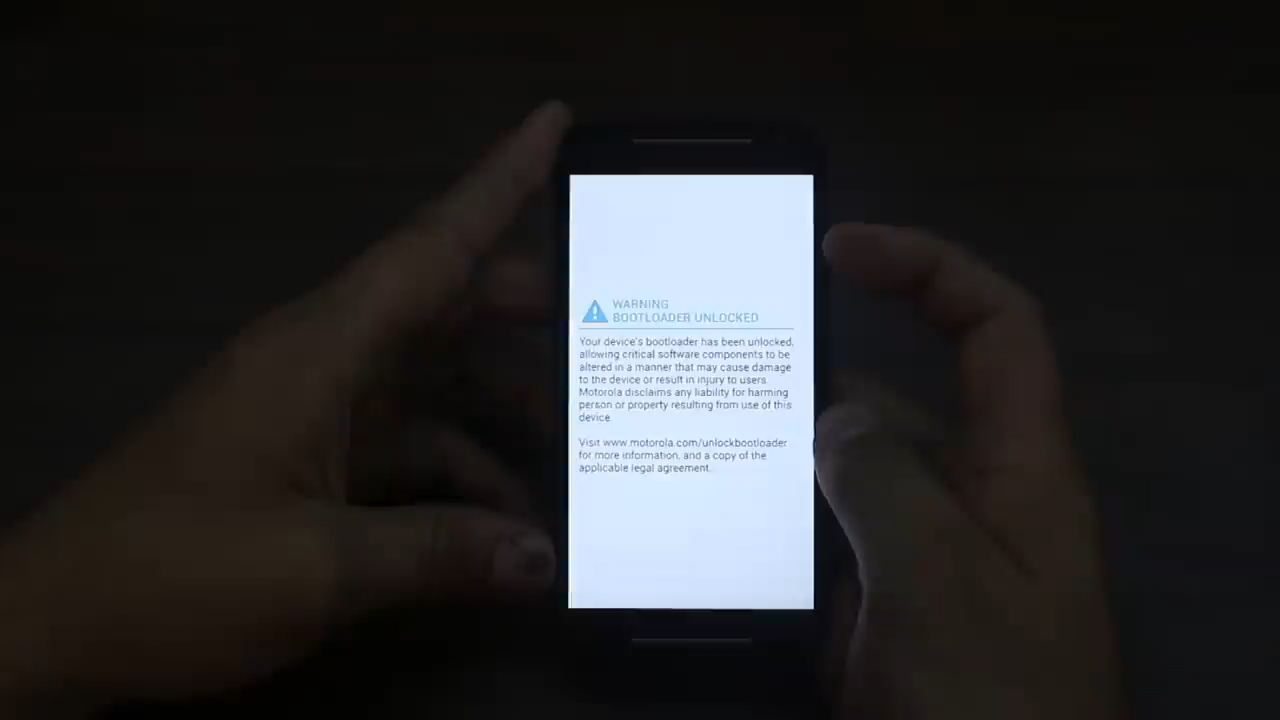 WARNING
BOOTLOADER UNLOCKED
Your device's bootloader has been unlocked,
allowing critical software components to be
altered in a manner that may cause damage
to the device or result in injury to users.
Motorola disclaims any liability for harming
person or property resulting from use of this
device.
Visit www.motorola.com/unlockbootloader
for more information, and a copy of the
applicable legal agreement.